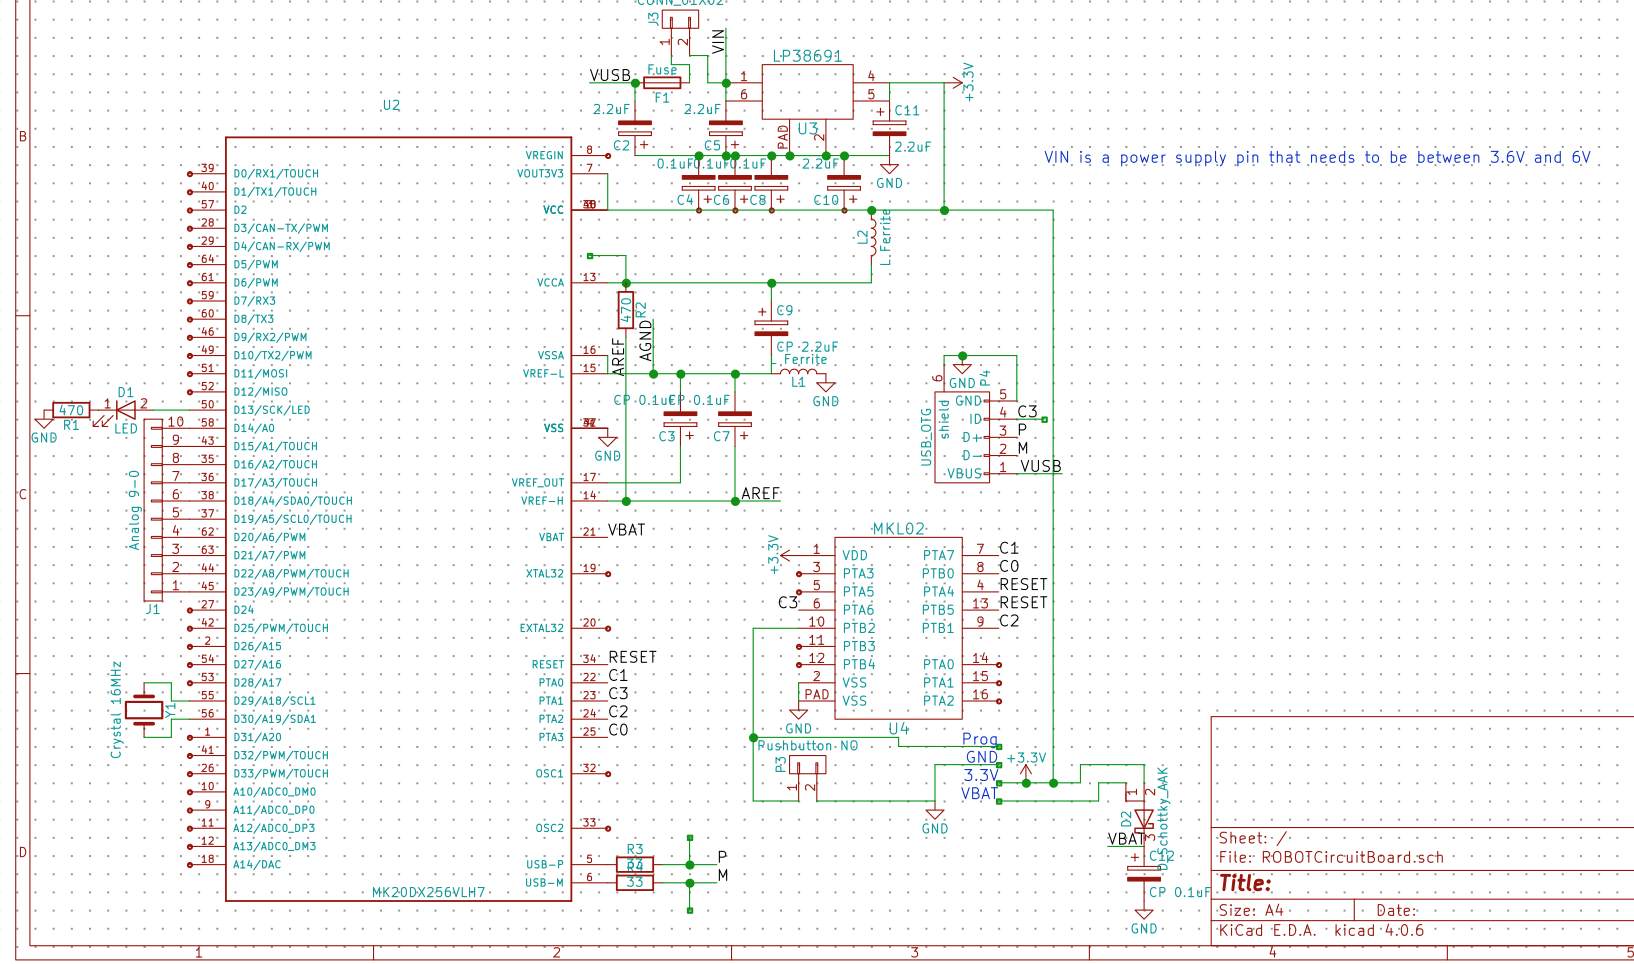 CONN_01X02
J3
1
2
VIN
LP38691
VUSB
Fuse
F1
1
6
4
5
+3.3V
U3
PAD
2
2.2uF
2.2uF
C11
2.2uF
C2
C5
GND
U2
B
VIN is a power supply pin that needs to be between 3.6V and 6V
0.1uF
0.1uF
0.1uF
2.2uF
C4
C6
C8
C10
L2
L Ferrite
VREGIN 8
VOUT3V3 7
VCC
VCCA 13
VSSA 16
VREF-L 15
VSS
VREF_OUT 17
VREF-H 14
VBAT 21 VBAT
XTAL32 19
EXTAL32 20
RESET 34 RESET
PTA0 22 C1
PTA1 23 C3
PTA2 24 C2
PTA3 25 C0
OSC1 32
OSC2 33
USB-P 5
USB-M 6
39 D0/RX1/TOUCH
40 D1/TX1/TOUCH
57 D2
28 D3/CAN-TX/PWM
29 D4/CAN-RX/PWM
64 D5/PWM
61 D6/PWM
59 D7/RX3
60 D8/TX3
46 D9/RX2/PWM
49 D10/TX2/PWM
51 D11/MOSI
52 D12/MISO
50 D13/SCK/LED
58 D14/A0
43 D15/A1/TOUCH
35 D16/A2/TOUCH
36 D17/A3/TOUCH
38 D18/A4/SDA0/TOUCH
37 D19/A5/SCL0/TOUCH
62 D20/A6/PWM
63 D21/A7/PWM
44 D22/A8/PWM/TOUCH
45 D23/A9/PWM/TOUCH
27 D24
42 D25/PWM/TOUCH
2 D26/A15
54 D27/A16
53 D28/A17
55 D29/A18/SCL1
56 D30/A19/SDA1
1 D31/A20
41 D32/PWM/TOUCH
26 D33/PWM/TOUCH
10 A10/ADC0_DM0
9 A11/ADC0_DP0
11 A12/ADC0_DP3
12 A13/ADC0_DM3
18 A14/DAC
MK20DX256VLH7
470
R1
GND
D1
1
2
LED
10
9
8
7
6
5
4
3
2
1
Analog 9-0
J1
Crystal 16MHz
Y1
470
R2
AREF
AGND
C9
CP 2.2uF
Ferrite
L1
GND
CP 0.1uF
CP 0.1uF
C3
C7
GND
AREF
R3
33
R4
33
P
M
6
GND
P4
USB_OTG
shield
GND 5
ID 4 C3
D+ 3 P
D- 2 M
VBUS 1 VUSB
MKL02
+3.3V
1 VDD
3 PTA3
5 PTA5
C3 6 PTA6
10 PTB2
11 PTB3
12 PTB4
2 VSS
PAD VSS
PTA7 7 C1
PTB0 8 C0
PTA4 4 RESET
PTB5 13 RESET
PTB1 9 C2
PTA0 14
PTA1 15
PTA2 16
GND
U4
Pushbutton-NO
P3
1
2
Prog
GND
3.3V
VBAT
+3.3V
GND
1
2
3
D2
D_Schottky_AAK
VBAT
C12
CP 0.1uF
GND
C
D
Sheet: /
File: ROBOTCircuitBoard.sch
Title:
Size: A4
Date:
KiCad E.D.A. kicad 4.0.6
1
2
3
4
5